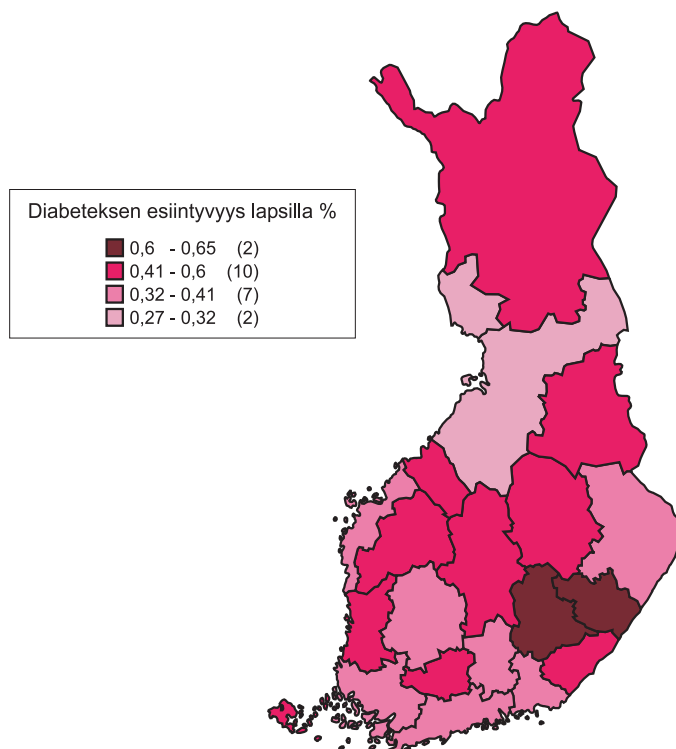 Diabeteksen esiintyvyys lapsilla %
0,6 - 0,65 (2)
0,41 - 0,6 (10)
0,32 - 0,41 (7)
0,27 - 0,32 (2)